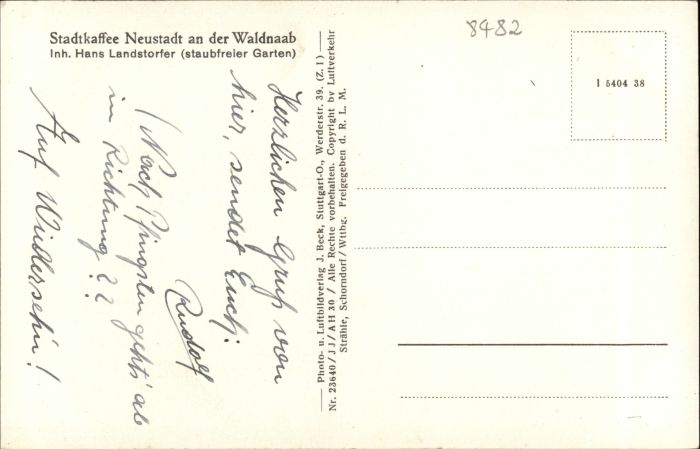 Stadtkaffee Neustadt an der Waldnaab
Inh. Hans Landstorfer (staubfreier Garten)
8482
I 5404 38
Herzlichen Gruß von
hier, sendet Euch:
Rudolf
(Nach Pfingsten geht's ab
in Richtung ??
Auf Wiedersehn!
Photo- u. Luftbildverlag J. Beck, Stuttgart-O., Werderstr. 39. (Z. I)
Nr. 23640/JJ/AH 30 / Alle Rechte vorbehalten. Copyright by Luftverkehr
Strähle, Schorndorf/Wttbg. Freigegeben d. R. L. M.